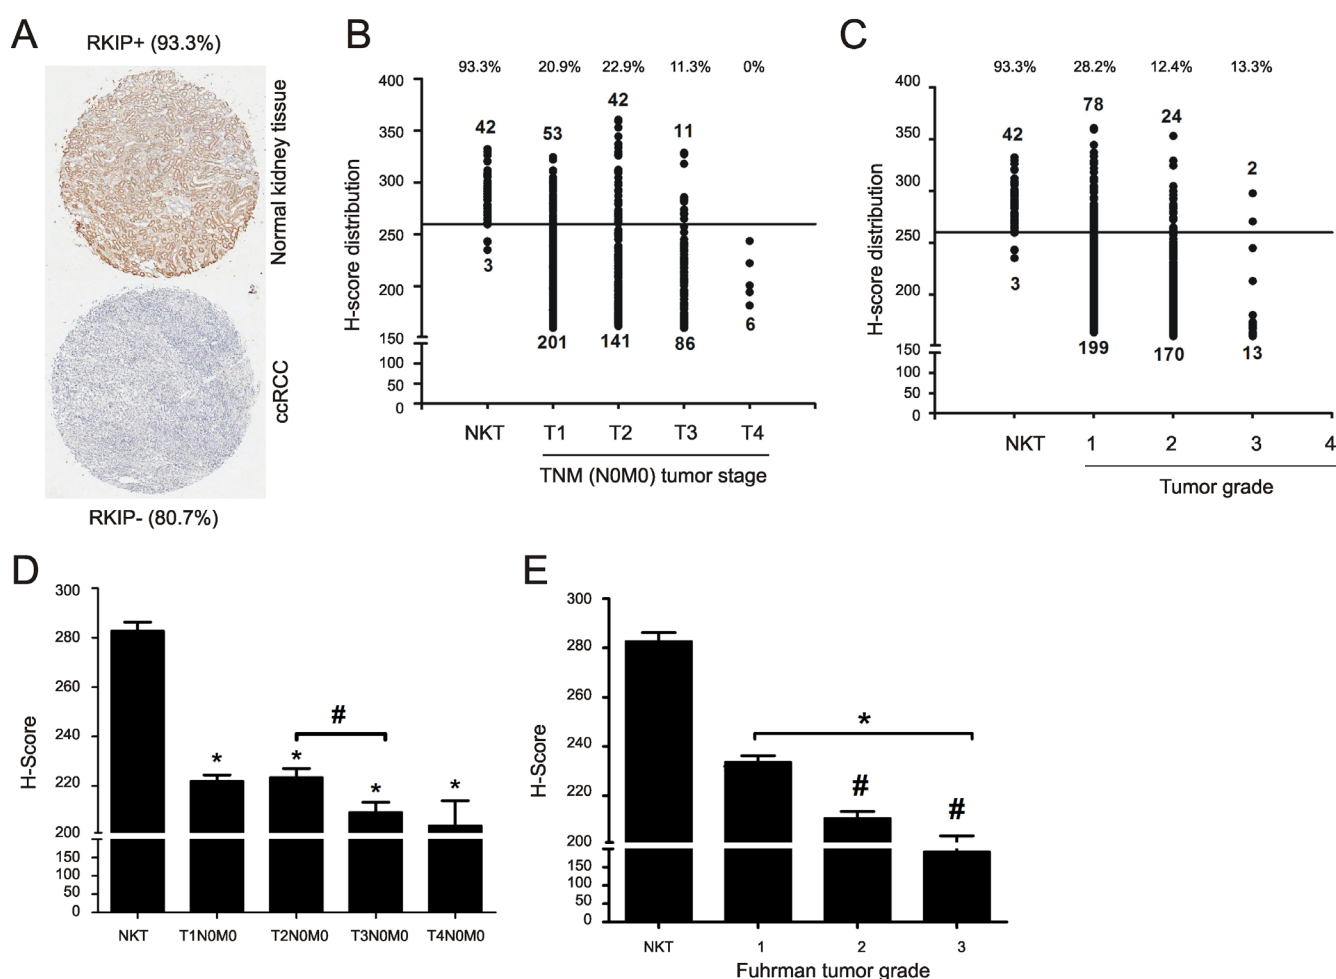 A
RKIP+ (93.3%)
Normal kidney tissue
ccRCC
RKIP- (80.7%)
B
93.3% 20.9% 22.9% 11.3% 0%
H-score distribution
400
350
300
250
200
150
100
50
0
42 53 42 11
3 201 141 86 6
NKT T1 T2 T3 T4
TNM (N0M0) tumor stage
C
93.3% 28.2% 12.4% 13.3%
H-score distribution
400
350
300
250
200
150
100
50
0
42 78 24 2
3 199 170 13
NKT 1 2 3 4
Tumor grade
D
H-Score
300
280
260
240
220
200
150
100
50
0
#
* * * *
NKT T1N0M0 T2N0M0 T3N0M0 T4N0M0
E
H-Score
300
280
260
240
220
200
150
100
50
0
*
# #
NKT 1 2 3
Fuhrman tumor grade